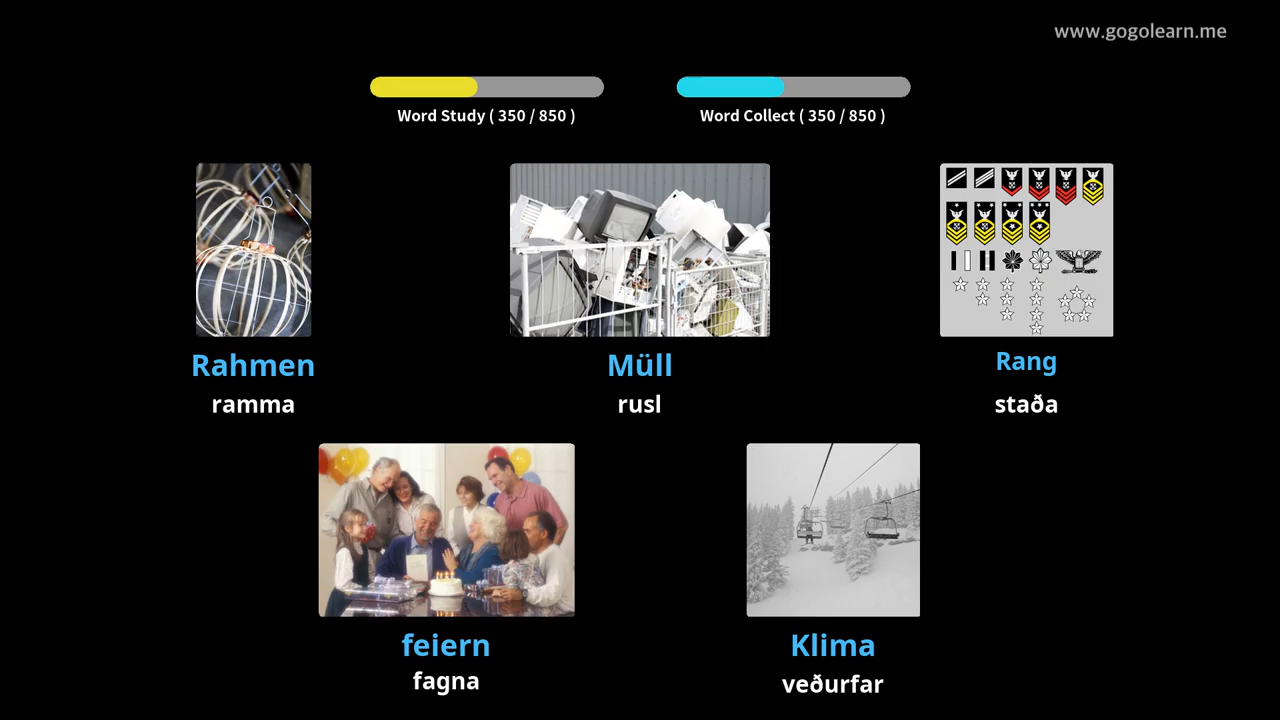 www.gogolearn.me
Word Study ( 350 / 850 )
Word Collect ( 350 / 850 )
Rahmen
ramma
Müll
rusl
Rang
staða
feiern
fagna
Klima
veðurfar